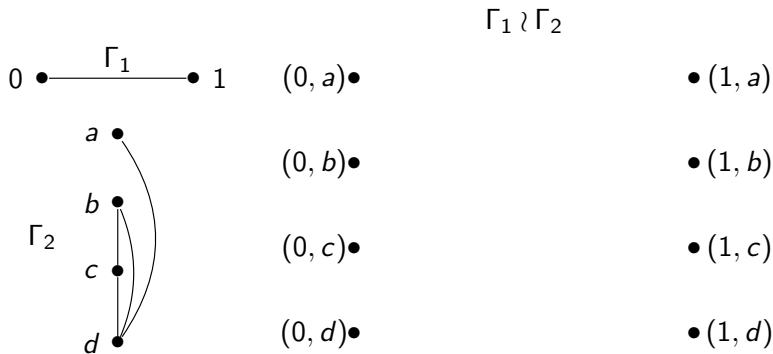 Γ₁ ≀ Γ₂
0 Γ₁ 1 (0, a) (1, a)
a
b (0, b) (1, b)
Γ₂
c (0, c) (1, c)
d (0, d) (1, d)